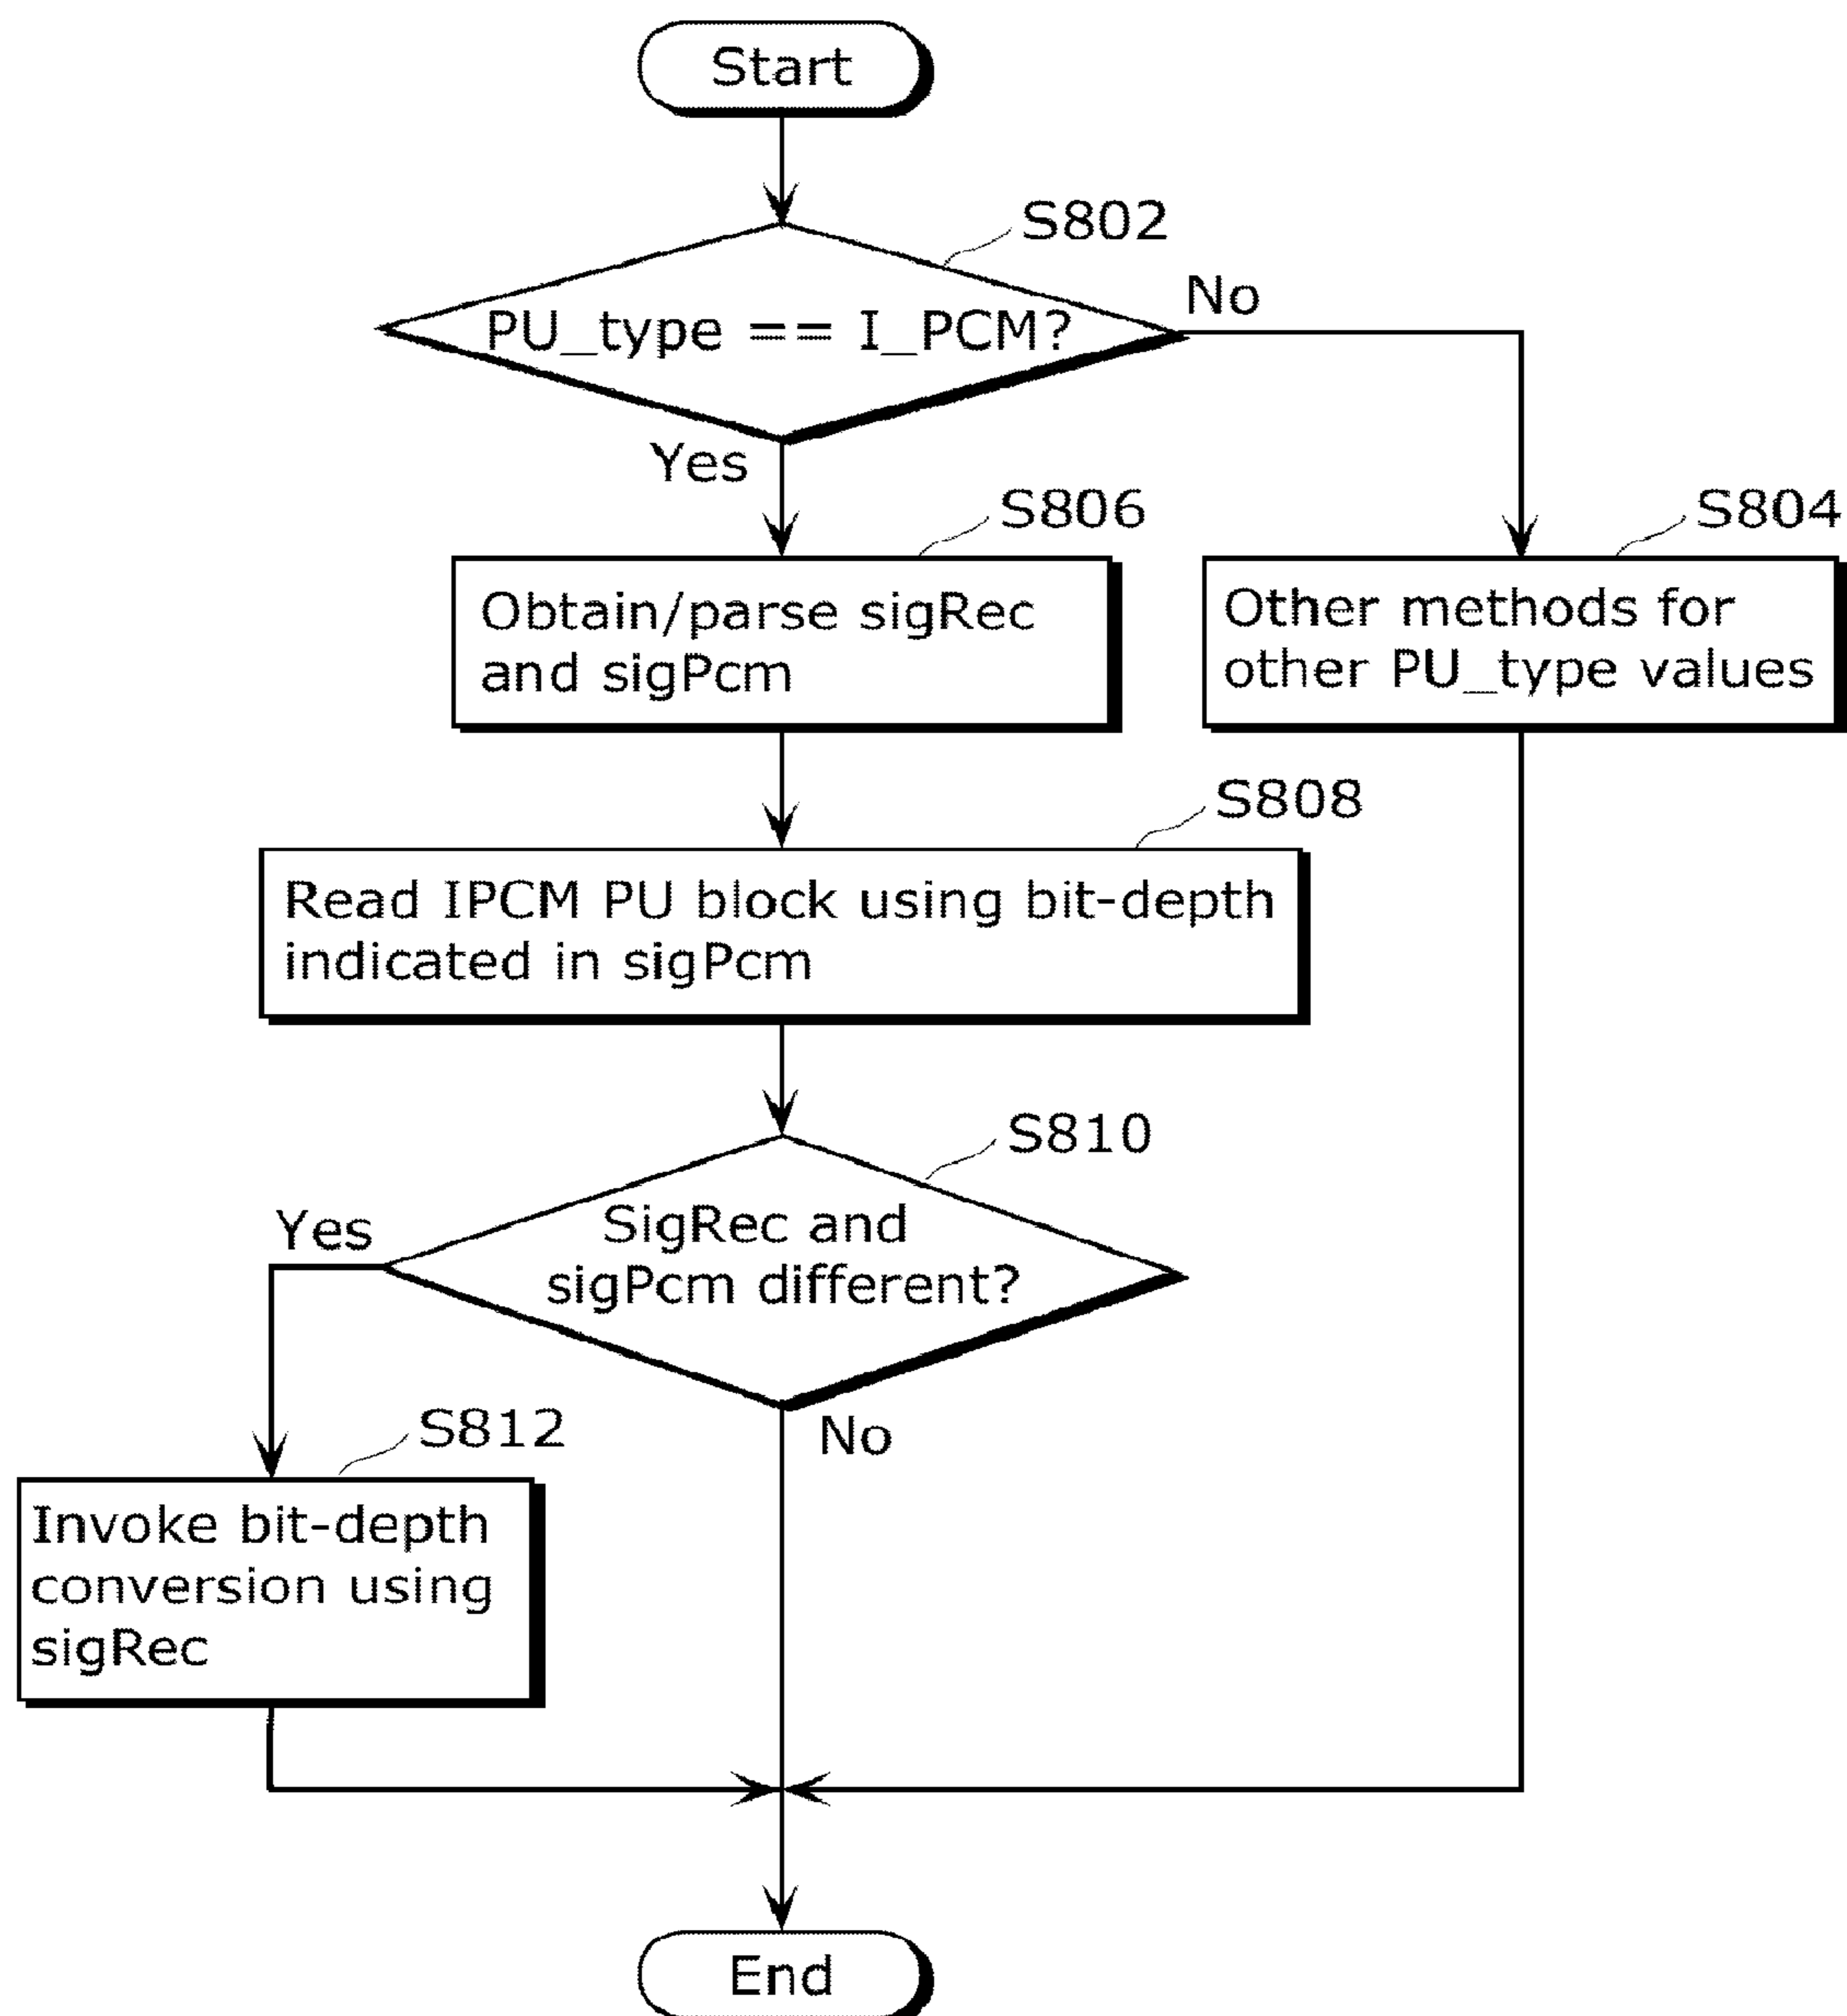 Start
S802
PU_type == I_PCM?
No
Yes
S806
Obtain/parse sigRec
and sigPcm
S804
Other methods for
other PU_type values
S808
Read IPCM PU block using bit-depth
indicated in sigPcm
S810
SigRec and
sigPcm different?
Yes
No
S812
Invoke bit-depth
conversion using
sigRec
End